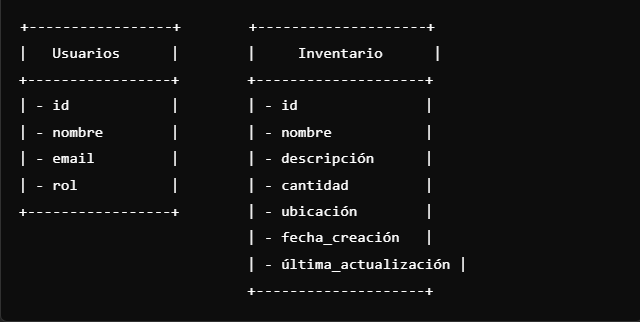 +-----------------+        +--------------------+
|   Usuarios      |        |     Inventario      |
+-----------------+        +--------------------+
| - id            |        | - id               |
| - nombre        |        | - nombre           |
| - email         |        | - descripción      |
| - rol           |        | - cantidad         |
+-----------------+        | - ubicación        |
                           | - fecha_creación   |
                           | - última_actualización |
                           +--------------------+